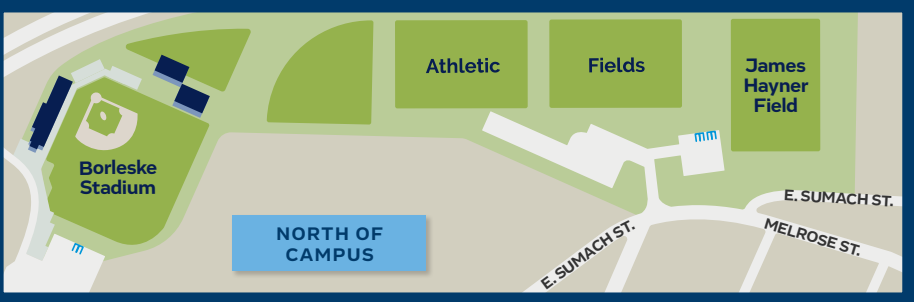 Athletic
Fields
James
Hayner
Field
Borleske
Stadium
NORTH OF
CAMPUS
E. SUMACH ST.
E. SUMACH ST.
MELROSE ST.